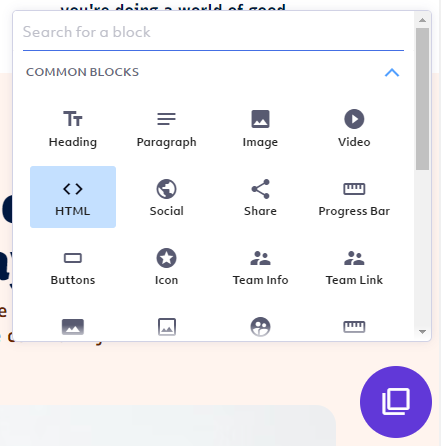 you're doing a world of good
Search for a block
COMMON BLOCKS
Heading Paragraph Image Video
HTML Social Share Progress Bar
Buttons Icon Team Info Team Link